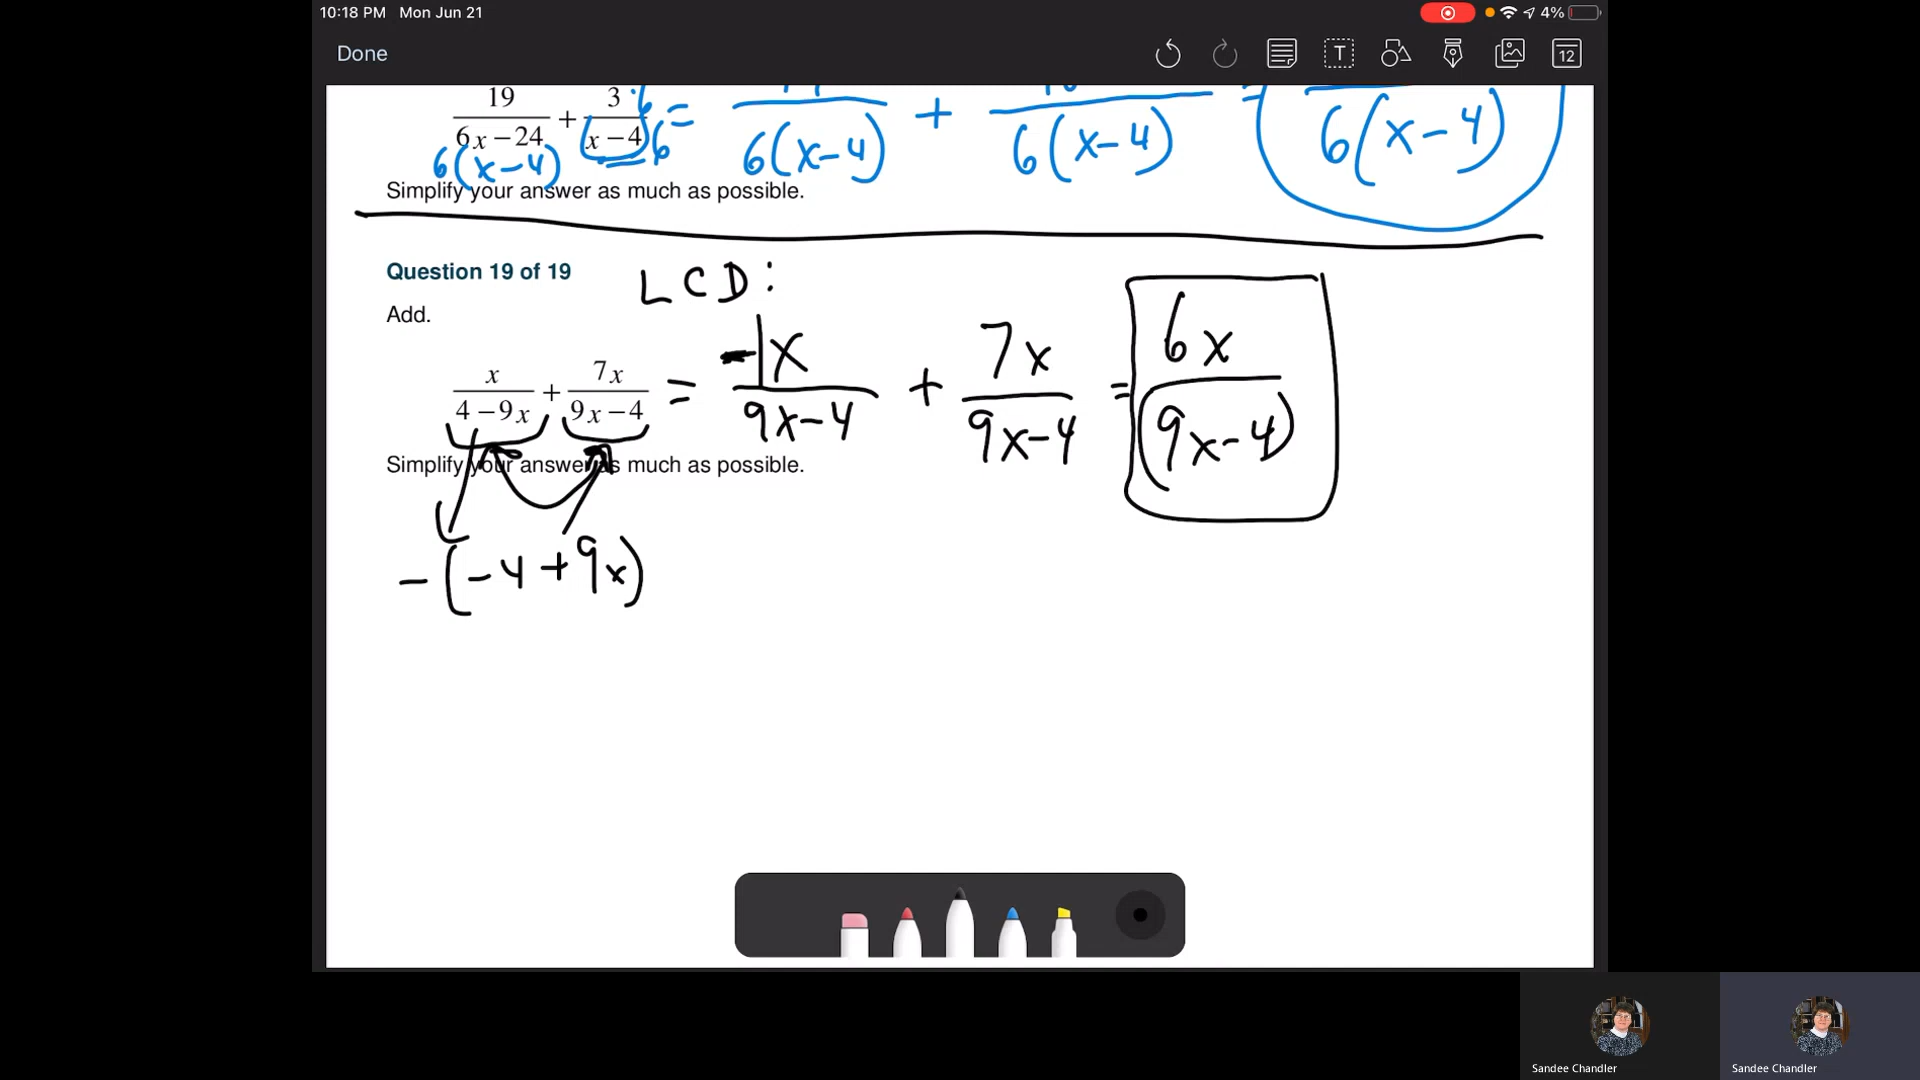 10:18 PM Mon Jun 21 4%
Done T 12
19/(6x − 24) + 3·6/(x − 4)6 = /6(x − 4) + /6(x − 4) = /6(x − 4)
6(x − 4)
Simplify your answer as much as possible.
Question 19 of 19 LCD:
Add.
x/(4 − 9x) + 7x/(9x − 4) = −1x/(9x − 4) + 7x/(9x − 4) = 6x/(9x − 4)
Simplify your answer as much as possible.
−(−4 + 9x)
Sandee Chandler Sandee Chandler